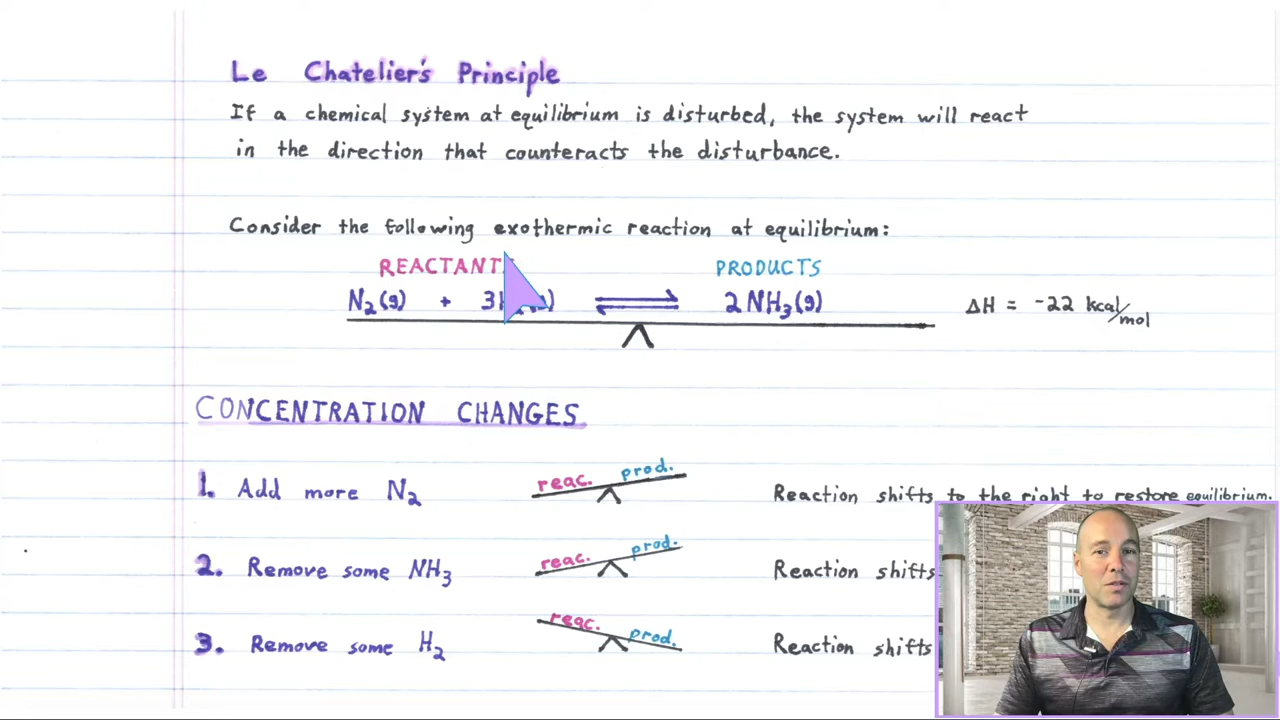 Le Chatelier's Principle
If a chemical system at equilibrium is disturbed, the system will react
in the direction that counteracts the disturbance.
Consider the following exothermic reaction at equilibrium:
REACTANT PRODUCTS
N₂(g) + 3 ⇌ 2NH₃(g) ΔH = -22 kcal/mol
CONCENTRATION CHANGES
1. Add more N₂ reac. prod. Reaction shifts to the right to restore equilibrium.
2. Remove some NH₃ reac. prod. Reaction shifts
3. Remove some H₂ reac. prod. Reaction shifts